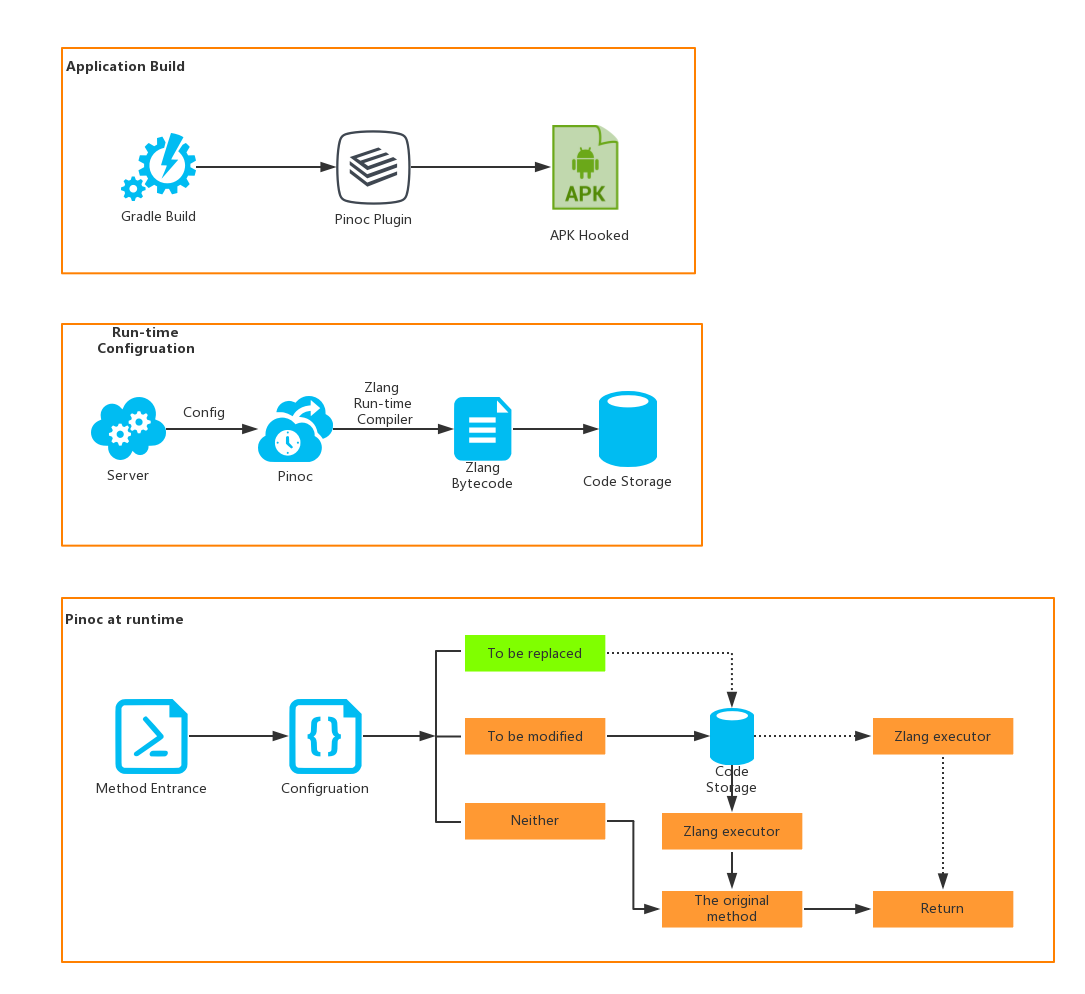 Application Build
Gradle Build
Pinoc Plugin
APK
APK Hooked
Run-time
Configruation
Config
Zlang
Run-time
Compiler
Server
Pinoc
Zlang
Bytecode
Code Storage
Pinoc at runtime
To be replaced
To be modified
Neither
Method Entrance
Configruation
Code
Storage
Zlang executor
Zlang executor
The original
method
Return